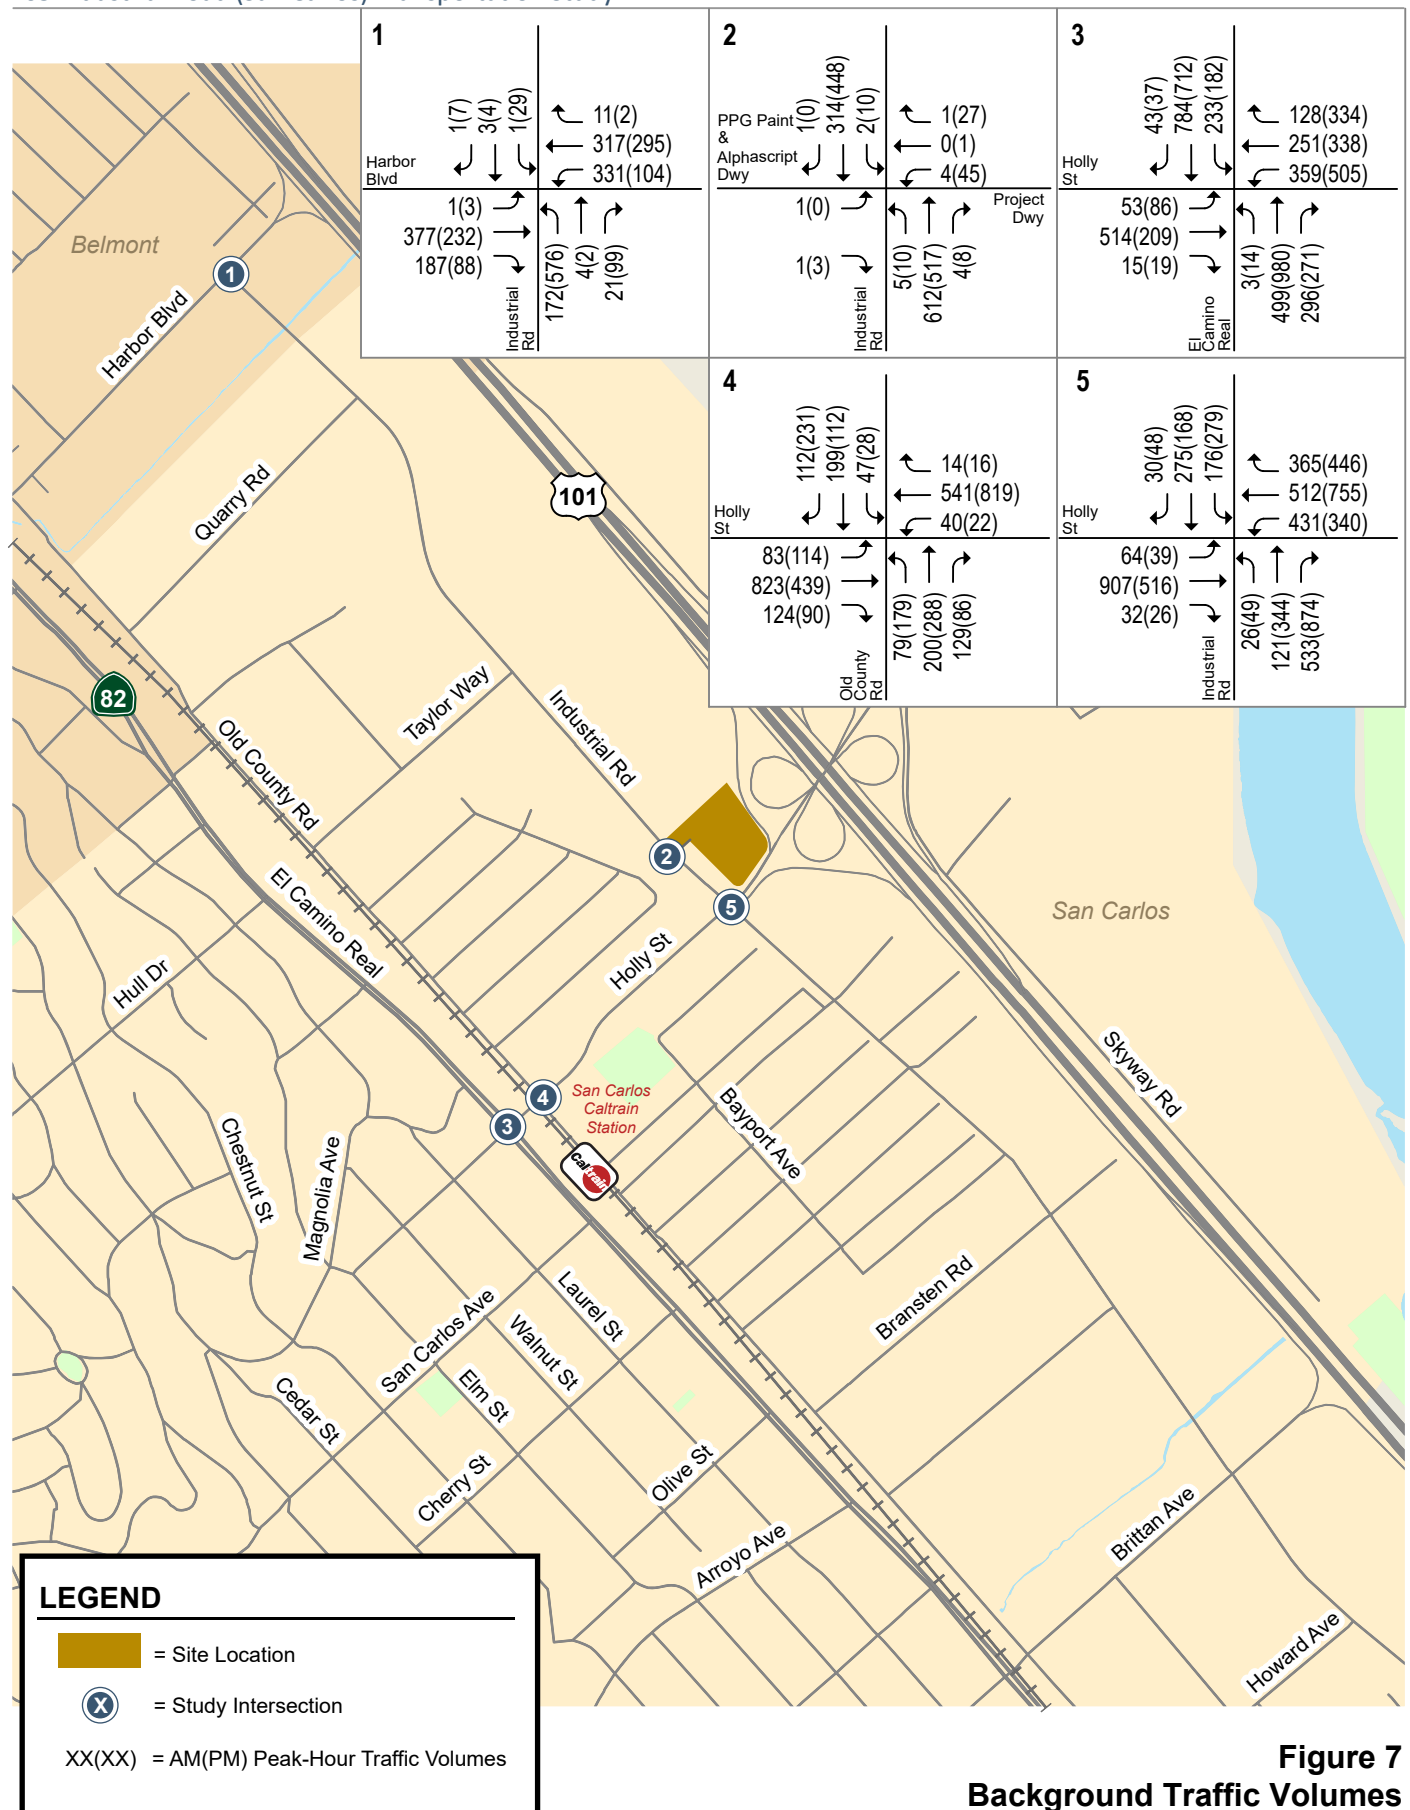 1
1(7)
3(4)
1(29)
11(2)
317(295)
331(104)
Harbor
Blvd
1(3)
377(232)
187(88)
172(576)
4(2)
21(99)
Industrial
Rd
2
PPG Paint
&
Alphascript
Dwy
1(0)
314(448)
2(10)
1(27)
0(1)
4(45)
Project
Dwy
1(0)
1(3)
5(10)
612(517)
4(8)
Industrial
Rd
3
43(37)
784(712)
233(182)
128(334)
251(338)
359(505)
Holly
St
53(86)
514(209)
15(19)
3(14)
499(980)
296(271)
El
Camino
Real
4
112(231)
199(112)
47(28)
14(16)
541(819)
40(22)
Holly
St
83(114)
823(439)
124(90)
79(179)
200(288)
129(86)
Old
County
Rd
5
30(48)
275(168)
176(279)
365(446)
512(755)
431(340)
Holly
St
64(39)
907(516)
32(26)
26(49)
121(344)
533(874)
Industrial
Rd
Belmont
1
Harbor Blvd
Quarry Rd
101
82
Taylor Way
Industrial Rd
Old County Rd
2
5
El Camino Real
San Carlos
Holly St
Hull Dr
Skyway Rd
4
3
San Carlos
Caltrain
Station
Caltrain
Bayport Ave
Chestnut St
Magnolia Ave
Bransten Rd
Laurel St
San Carlos Ave
Walnut St
Elm St
Cedar St
Cherry St
Olive St
Arroyo Ave
Brittan Ave
Howard Ave
LEGEND
= Site Location
X
= Study Intersection
XX(XX) = AM(PM) Peak-Hour Traffic Volumes
Figure 7
Background Traffic Volumes